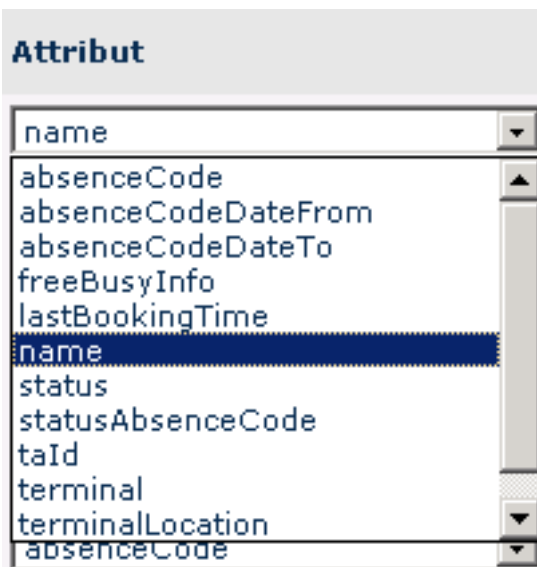 Attribut
name
absenceCode
absenceCodeDateFrom
absenceCodeDateTo
freeBusyInfo
lastBookingTime
name
status
statusAbsenceCode
taId
terminal
terminalLocation
absenceCode